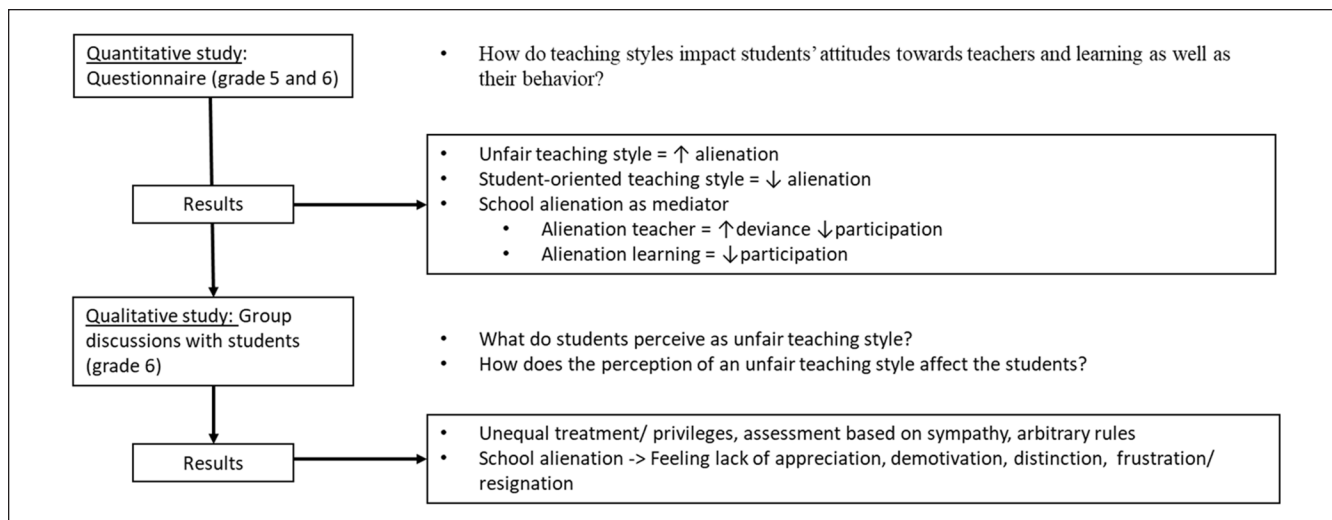 Quantitative study:
Questionnaire (grade 5 and 6)
• How do teaching styles impact students' attitudes towards teachers and learning as well as
their behavior?
Results
• Unfair teaching style = ↑ alienation
• Student-oriented teaching style = ↓ alienation
• School alienation as mediator
• Alienation teacher = ↑deviance ↓participation
• Alienation learning = ↓participation
Qualitative study: Group
discussions with students
(grade 6)
• What do students perceive as unfair teaching style?
• How does the perception of an unfair teaching style affect the students?
Results
• Unequal treatment/ privileges, assessment based on sympathy, arbitrary rules
• School alienation -> Feeling lack of appreciation, demotivation, distinction, frustration/
resignation